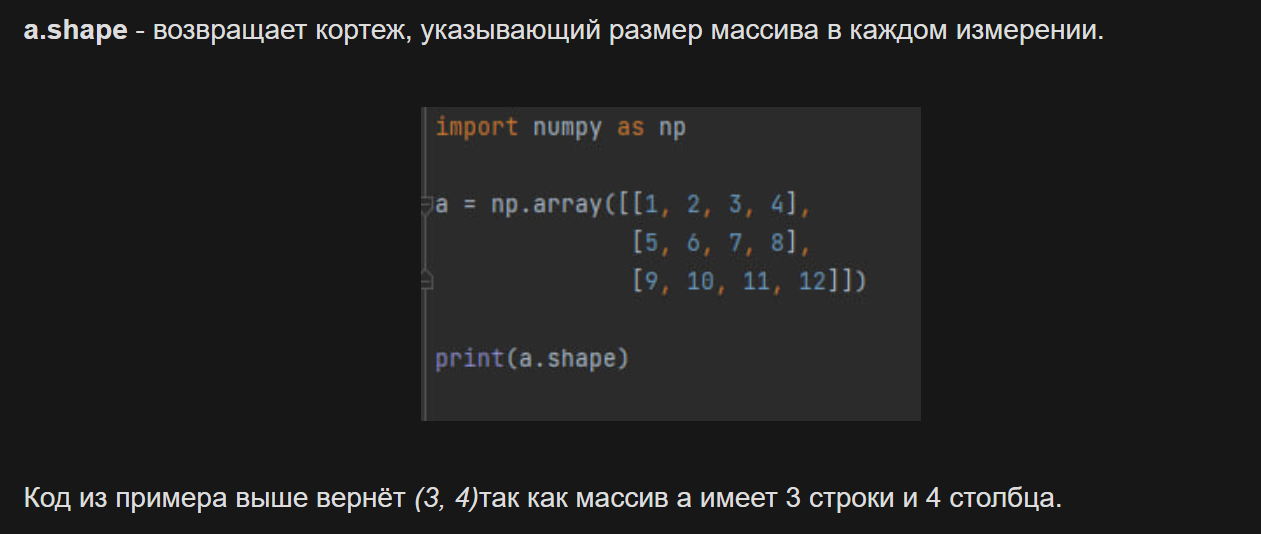 a.shape - возвращает кортеж, указывающий размер массива в каждом измерении.
import numpy as np
a = np.array([[1, 2, 3, 4],
[5, 6, 7, 8],
[9, 10, 11, 12]])
print(a.shape)
Код из примера выше вернёт (3, 4)так как массив a имеет 3 строки и 4 столбца.